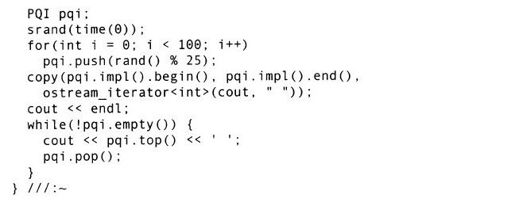 PQI pqi;
srand(time(0));
for(int i = 0; i < 100; i++)
pqi.push(rand() % 25);
copy(pqi.impl().begin(), pqi.impl().end(),
ostream_iterator<int>(cout, " "));
cout << endl;
while(!pqi.empty()) {
cout << pqi.top() << ' ';
pqi.pop();
}
} ///:~